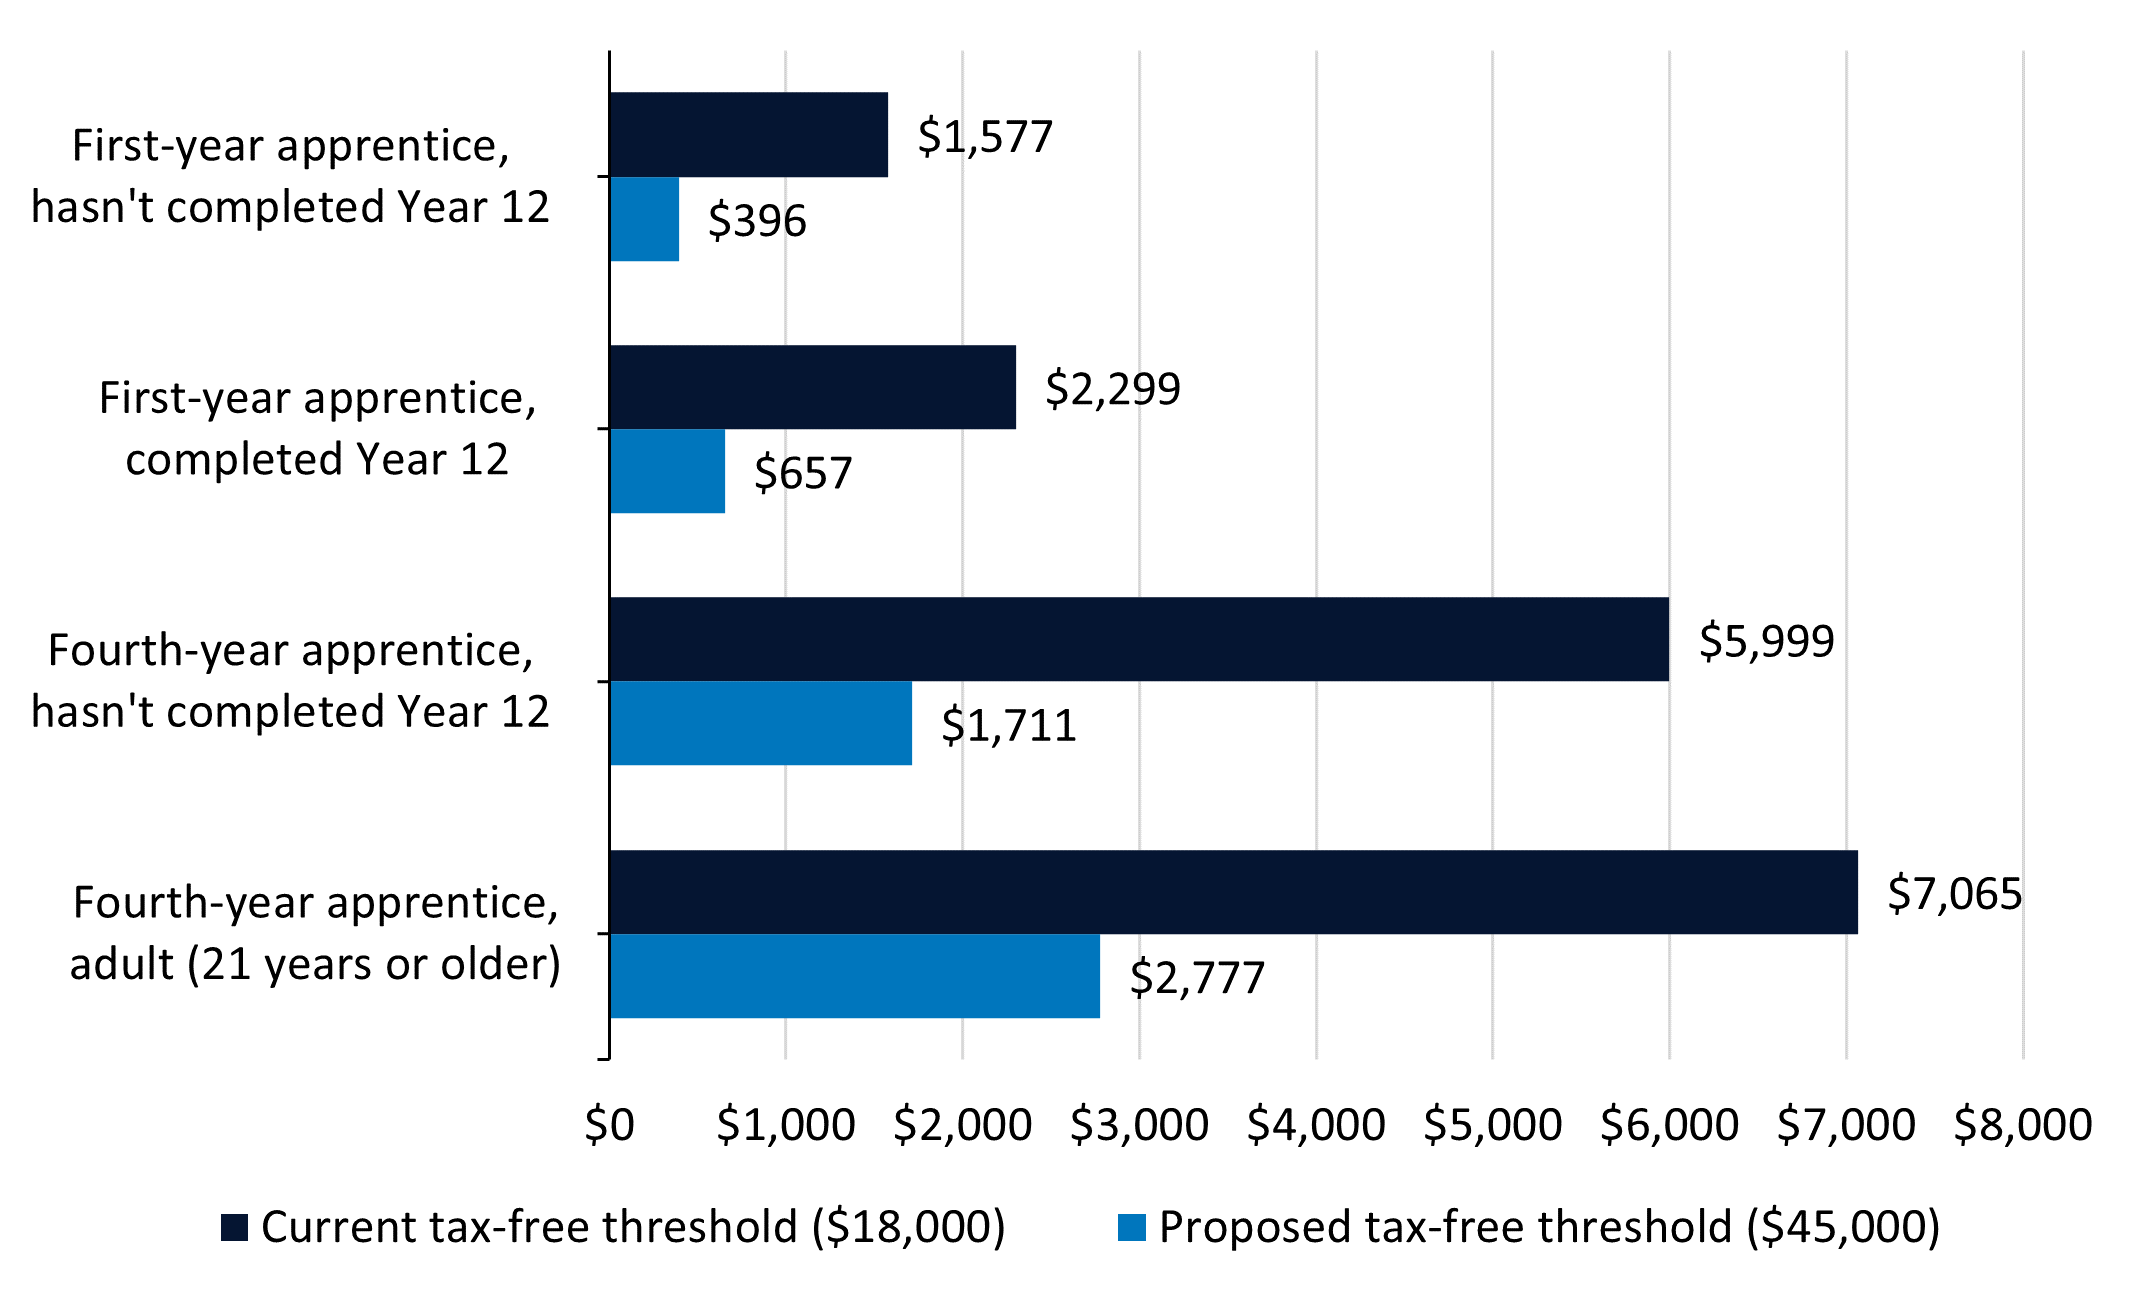 First-year apprentice,
hasn't completed Year 12
$1,577
$396
First-year apprentice,
completed Year 12
$2,299
$657
Fourth-year apprentice,
hasn't completed Year 12
$5,999
$1,711
Fourth-year apprentice,
adult (21 years or older)
$7,065
$2,777
$0 $1,000 $2,000 $3,000 $4,000 $5,000 $6,000 $7,000 $8,000
Current tax-free threshold ($18,000) Proposed tax-free threshold ($45,000)